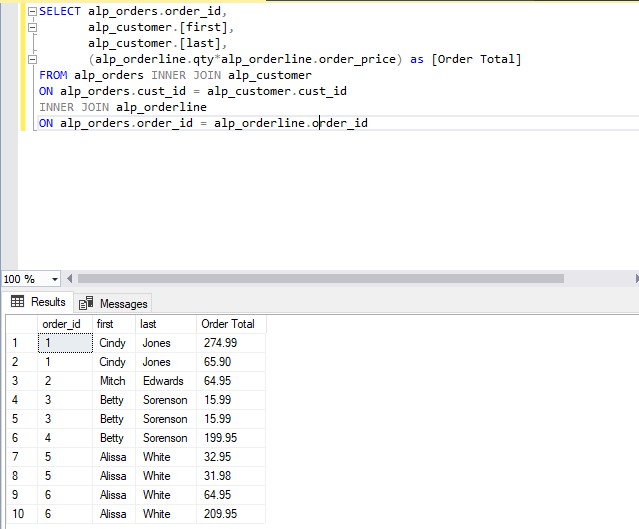 SELECT alp_orders.order_id,
alp_customer.[first],
alp_customer.[last],
(alp_orderline.qty*alp_orderline.order_price) as [Order Total]
FROM alp_orders INNER JOIN alp_customer
ON alp_orders.cust_id = alp_customer.cust_id
INNER JOIN alp_orderline
ON alp_orders.order_id = alp_orderline.order_id
100 %
Results Messages
order_id first last Order Total
1 1 Cindy Jones 274.99
2 1 Cindy Jones 65.90
3 2 Mitch Edwards 64.95
4 3 Betty Sorenson 15.99
5 3 Betty Sorenson 15.99
6 4 Betty Sorenson 199.95
7 5 Alissa White 32.95
8 5 Alissa White 31.98
9 6 Alissa White 64.95
10 6 Alissa White 209.95